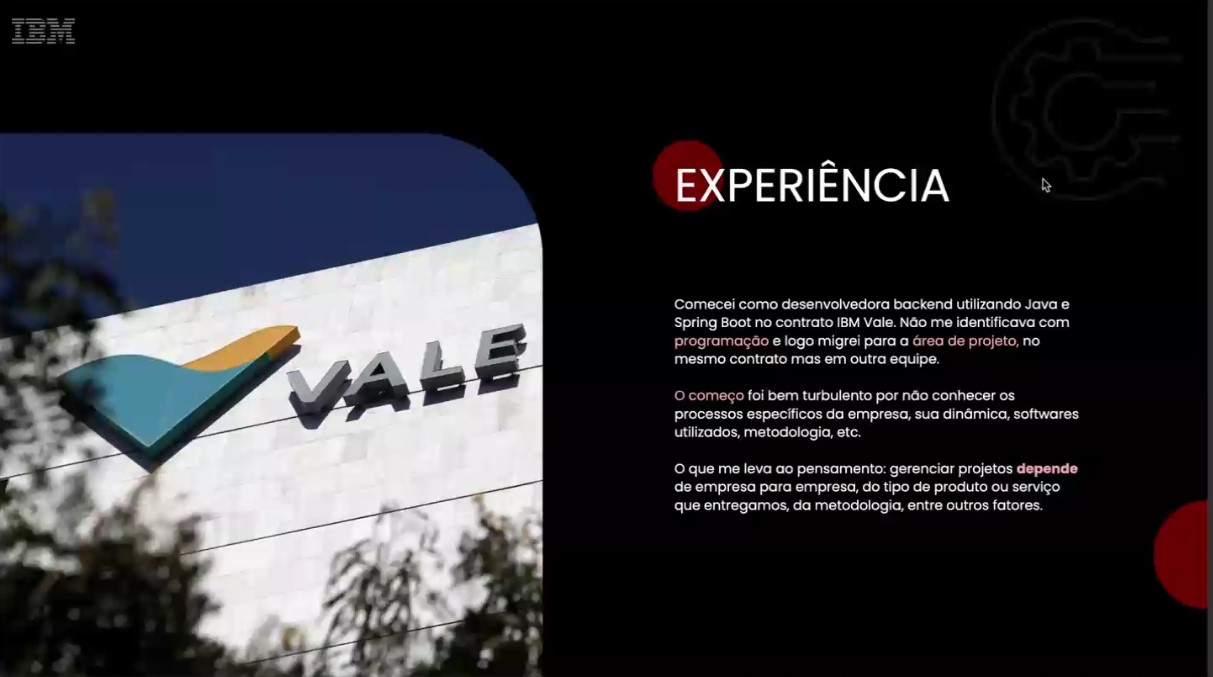 IBM
EXPERIÊNCIA
VALE
Comecei como desenvolvedora backend utilizando Java e
Spring Boot no contrato IBM Vale. Não me identificava com
programação e logo migrei para a área de projeto, no
mesmo contrato mas em outra equipe.
O começo foi bem turbulento por não conhecer os
processos específicos da empresa, sua dinâmica, softwares
utilizados, metodologia, etc.
O que me leva ao pensamento: gerenciar projetos depende
de empresa para empresa, do tipo de produto ou serviço
que entregamos, da metodologia, entre outros fatores.